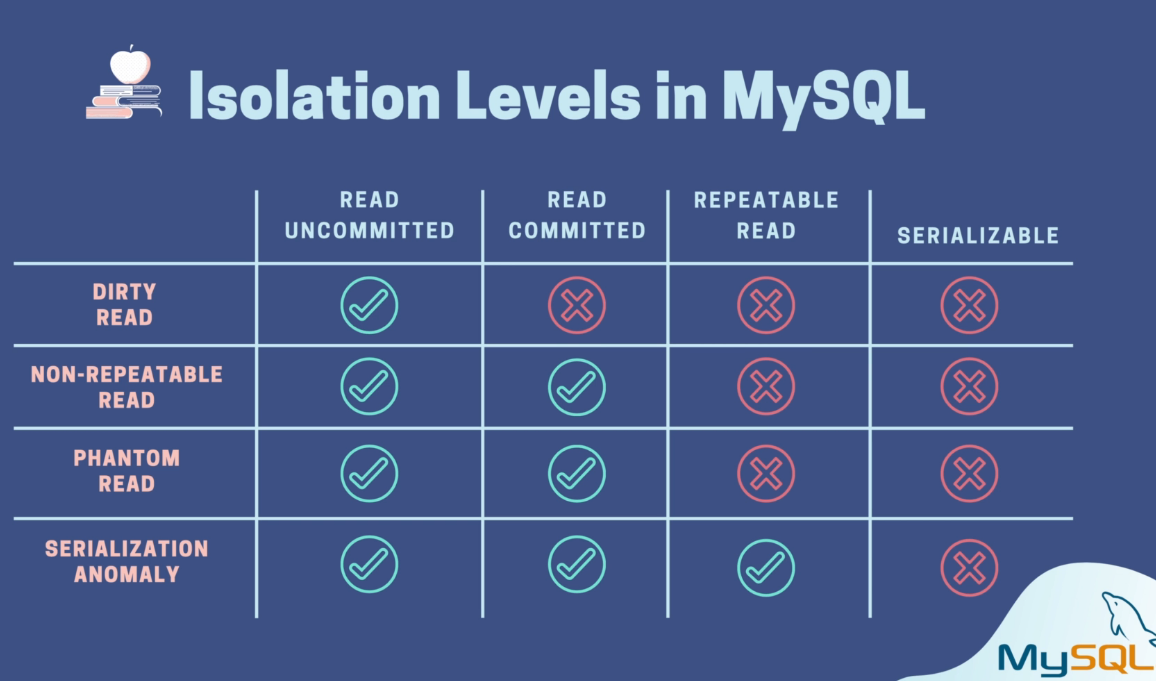 Isolation Levels in MySQL
READ
UNCOMMITTED
READ
COMMITTED
REPEATABLE
READ
SERIALIZABLE
DIRTY
READ
NON-REPEATABLE
READ
PHANTOM
READ
SERIALIZATION
ANOMALY
MySQL